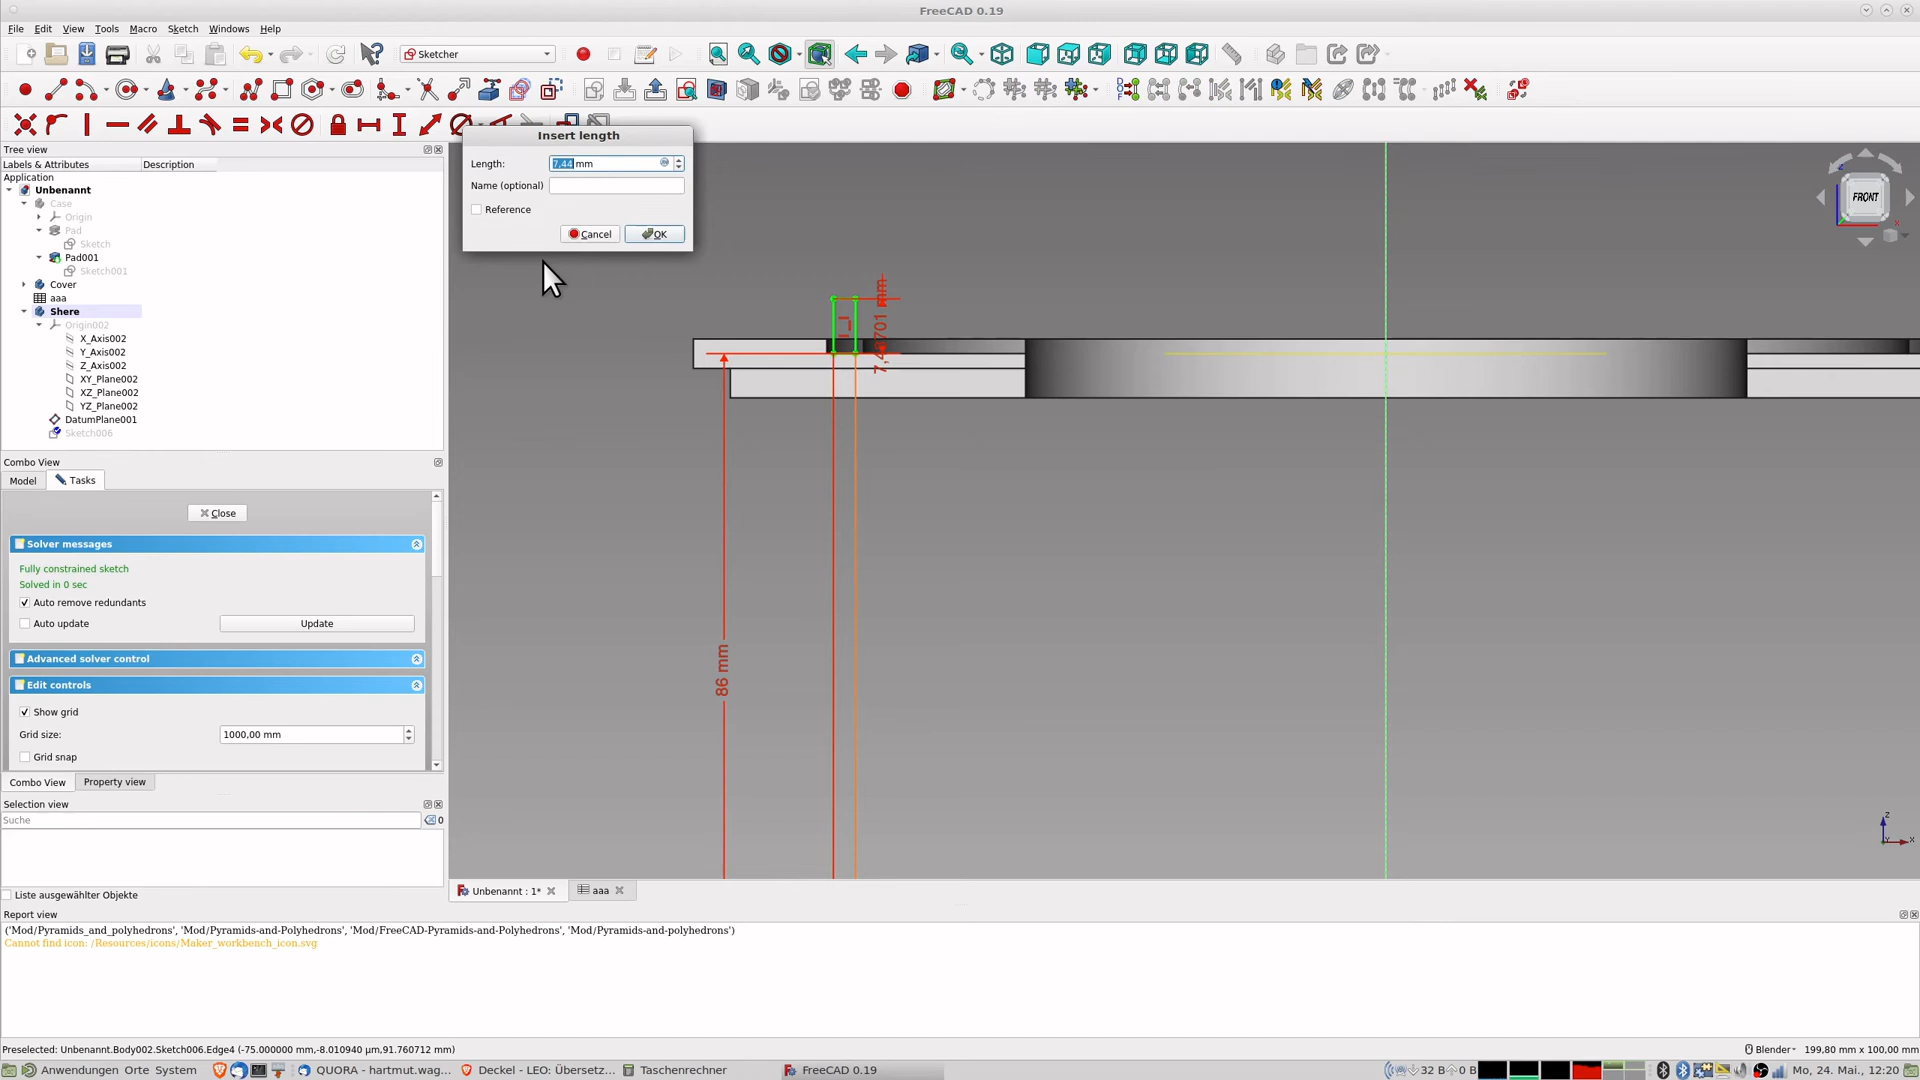 FreeCAD 0.19
File Edit View Tools Macro Sketch Windows Help
Sketcher
Tree view
Labels & Attributes Description
Application
Unbenannt
Case
Origin
Pad
Sketch
Pad001
Sketch001
Cover
aaa
Shere
Origin002
X_Axis002
Y_Axis002
Z_Axis002
XY_Plane002
XZ_Plane002
YZ_Plane002
DatumPlane001
Sketch006
Combo View
Model Tasks
Close
Solver messages
Fully constrained sketch
Solved in 0 sec
Auto remove redundants
Auto update Update
Advanced solver control
Edit controls
Show grid
Grid size: 1000,00 mm
Grid snap
Combo View Property view
Selection view
Suche 0
Liste ausgewählter Objekte
Insert length
Length: 7,44 mm
Name (optional)
Reference
Cancel OK
86 mm
FRONT
Z
X
Z
X
Unbenannt : 1* aaa
Report view
('Mod/Pyramids_and_polyhedrons', 'Mod/Pyramids-and-Polyhedrons', 'Mod/FreeCAD-Pyramids-and-Polyhedrons', 'Mod/Pyramids-and-polyhedrons')
Cannot find icon: /Resources/icons/Maker_workbench_icon.svg
Preselected: Unbenannt.Body002.Sketch006.Edge4 (-75.000000 mm,-8.010940 µm,91.760712 mm) Blender 199,80 mm x 100,00 mm
Anwendungen Orte System QUORA - hartmut.wag... Deckel - LEO: Übersetz... Taschenrechner FreeCAD 0.19 32 B 0 B Mo, 24. Mai., 12:20